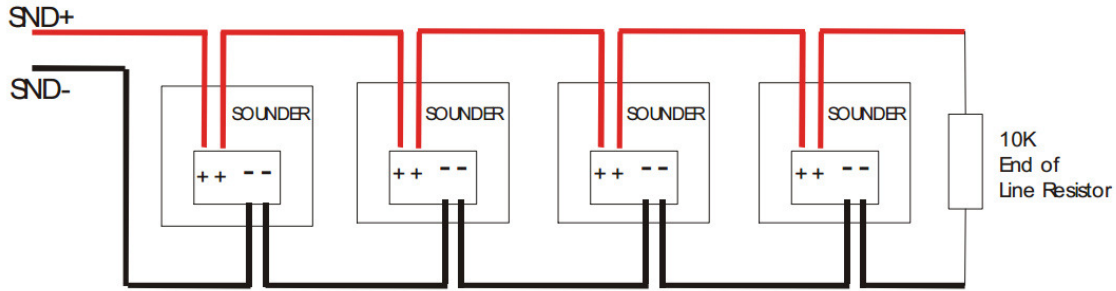 SND+
SND-
SOUNDER SOUNDER SOUNDER SOUNDER
++ -- ++ -- ++ -- ++ --
10K
End of
Line Resistor